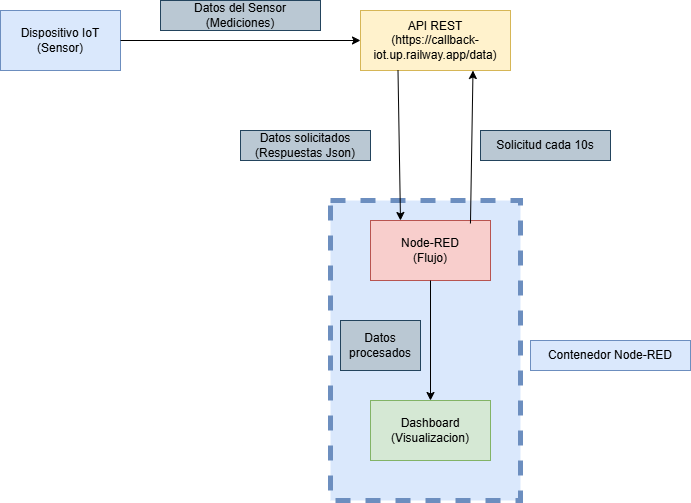 Datos del Sensor
(Mediciones)
Dispositivo IoT
(Sensor)
API REST
(https://callback-
iot.up.railway.app/data)
Datos solicitados
(Respuestas Json)
Solicitud cada 10s
Node-RED
(Flujo)
Datos
procesados
Contenedor Node-RED
Dashboard
(Visualizacion)